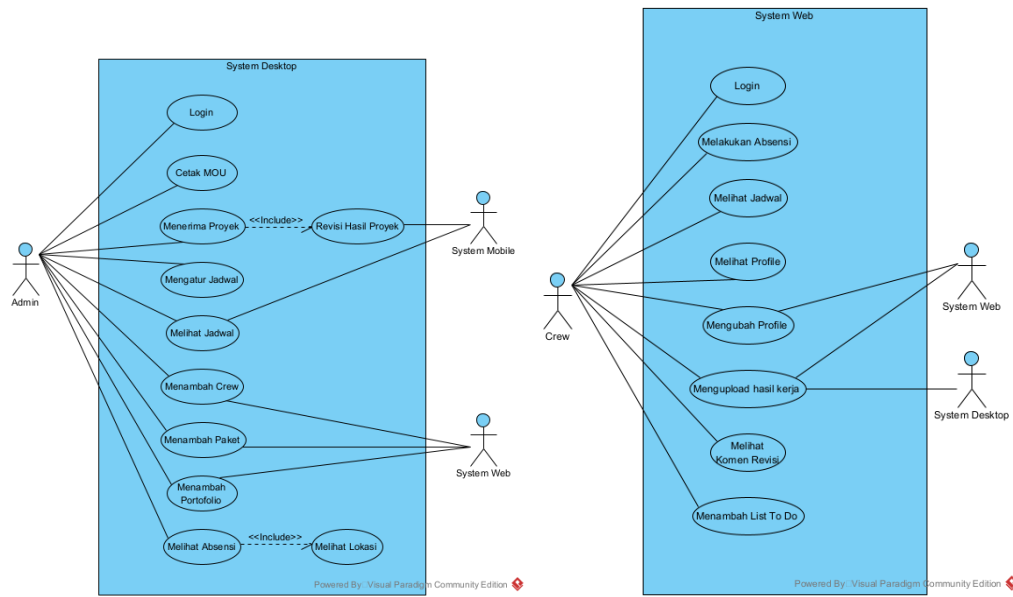 System Desktop
Login
Cetak MOU
Menerima Proyek
<<Include>>
Revisi Hasil Proyek
Mengatur Jadwal
Melihat Jadwal
Menambah Crew
Menambah Paket
Menambah
Portofolio
Melihat Absensi
<<Include>>
Melihat Lokasi
Admin
System Mobile
System Web
Powered By: Visual Paradigm Community Edition
System Web
Login
Melakukan Absensi
Melihat Jadwal
Melihat Profile
Mengubah Profile
Mengupload hasil kerja
Melihat
Komen Revisi
Menambah List To Do
Crew
System Web
System Desktop
Powered By: Visual Paradigm Community Edition